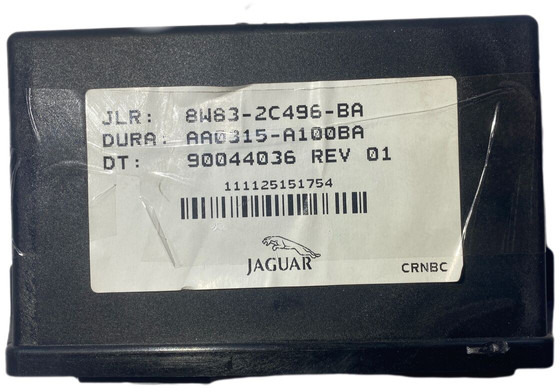 JLR: 8W83-2C496-BA
DURA: AA0315-A100BA
DT: 90044036 REV 01
111125151754
JAGUAR
CRNBC